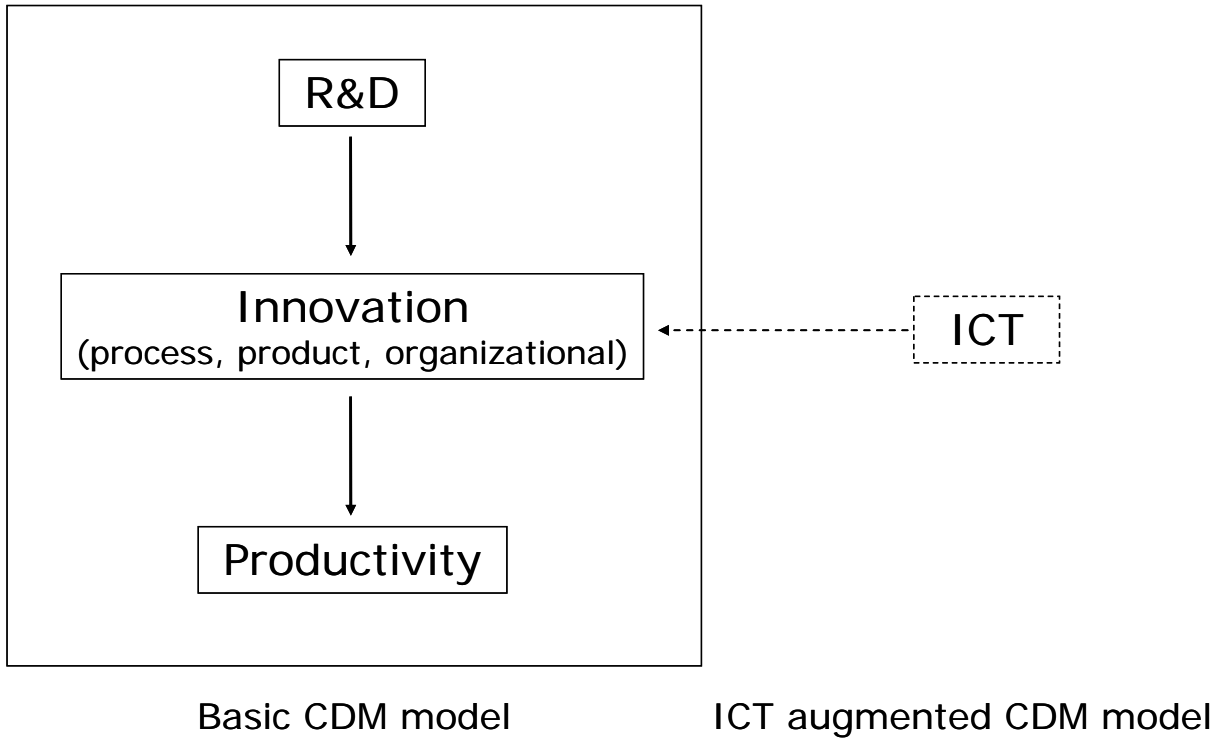 R&D
Innovation
(process, product, organizational)
ICT
Productivity
Basic CDM model
ICT augmented CDM model